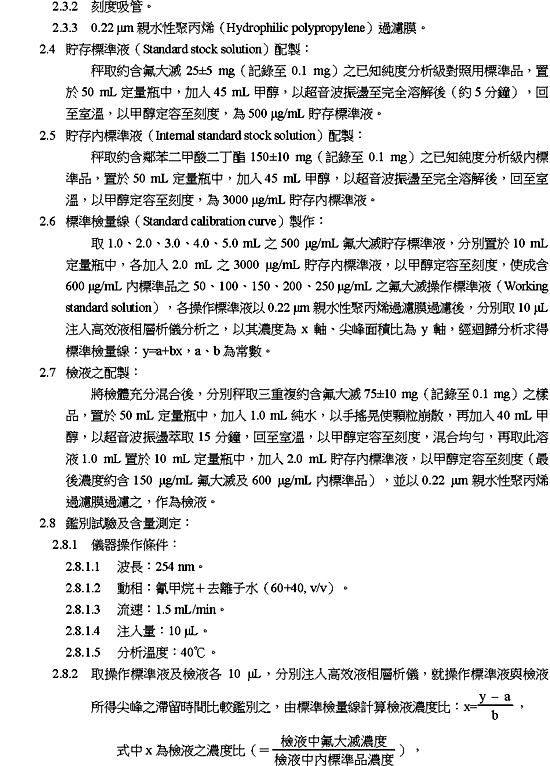 2.3.2 刻度吸管。
2.3.3 0.22 μm 親水性聚丙烯（Hydrophilic polypropylene）過濾膜。
2.4 貯存標準液（Standard stock solution）配製：
秤取約含氟大滅 25±5 mg（記錄至 0.1 mg）之已知純度分析級對照用標準品，置
於 50 mL 定量瓶中，加入 45 mL 甲醇，以超音波振盪至完全溶解後（約 5 分鐘），回
至室溫，以甲醇定容至刻度，為 500 μg/mL 貯存標準液。
2.5 貯存內標準液（Internal standard stock solution）配製：
秤取約含鄰苯二甲酸二丁酯 150±10 mg（記錄至 0.1 mg）之已知純度分析級內標
準品，置於 50 mL 定量瓶中，加入 45 mL 甲醇，以超音波振盪至完全溶解後，回至室
溫，以甲醇定容至刻度，為 3000 μg/mL 貯存內標準液。
2.6 標準檢量線（Standard calibration curve）製作：
取 1.0、2.0、3.0、4.0、5.0 mL 之 500 μg/mL 氟大滅貯存標準液，分別置於 10 mL
定量瓶中，各加入 2.0 mL 之 3000 μg/mL 貯存內標準液，以甲醇定容至刻度，使成含
600 μg/mL 內標準品之 50、100、150、200、250 μg/mL 之氟大滅操作標準液（Working
standard solution），各操作標準液以 0.22 μm 親水性聚丙烯過濾膜過濾後，分別取 10 μL
注入高效液相層析儀分析之，以其濃度為 x 軸、尖峰面積比為 y 軸，經迴歸分析求得
標準檢量線：y=a+bx，a、b 為常數。
2.7 檢液之配製：
將檢體充分混合後，分別秤取三重複約含氟大滅 75±10 mg（記錄至 0.1 mg）之樣
品，置於 50 mL 定量瓶中，加入 1.0 mL 純水，以手搖晃使顆粒崩散，再加入 40 mL 甲
醇，以超音波振盪萃取 15 分鐘，回至室溫，以甲醇定容至刻度，混合均勻，再取此溶
液 1.0 mL 置於 10 mL 定量瓶中，加入 2.0 mL 貯存內標準液，以甲醇定容至刻度（最
後濃度約含 150 μg/mL 氟大滅及 600 μg/mL 內標準品），並以 0.22 μm 親水性聚丙烯
過濾膜過濾之，作為檢液。
2.8 鑑別試驗及含量測定：
2.8.1 儀器操作條件：
2.8.1.1 波長：254 nm。
2.8.1.2 動相：氰甲烷＋去離子水（60+40, v/v）。
2.8.1.3 流速：1.5 mL/min。
2.8.1.4 注入量：10 μL。
2.8.1.5 分析溫度：40℃。
2.8.2 取操作標準液及檢液各 10 μL，分別注入高效液相層析儀，就操作標準液與檢液
所得尖峰之滯留時間比較鑑別之，由標準檢量線計算檢液濃度比：x=\frac{y − a}{b}，
式中 x 為檢液之濃度比（＝\frac{檢液中氟大滅濃度}{檢液中內標準品濃度}），